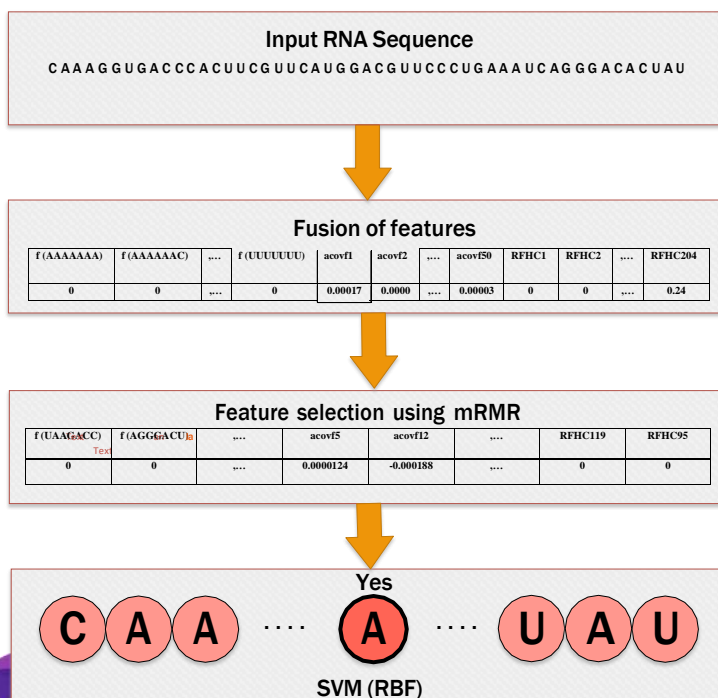 Input RNA Sequence
CAAAGGUGACCCACUUCGUUCAUGGACGUUCCCUGAAAUCAGGGACACUAU
Fusion of features
f (AAAAAAA) f (AAAAAAC) ,… f (UUUUUUU) acovf1 acovf2 ,… acovf50 RFHC1 RFHC2 ,… RFHC204
0 0 ,… 0 0.00017 0.0000 ,… 0.00003 0 0 ,… 0.24
Feature selection using mRMR
f (UAAGACC) f (AGGGACU) ,… acovf5 acovf12 ,… RFHC119 RFHC95
Text
0 0 ,… 0.0000124 -0.000188 ,… 0 0
Yes
C A A .... A .... U A U
SVM (RBF)